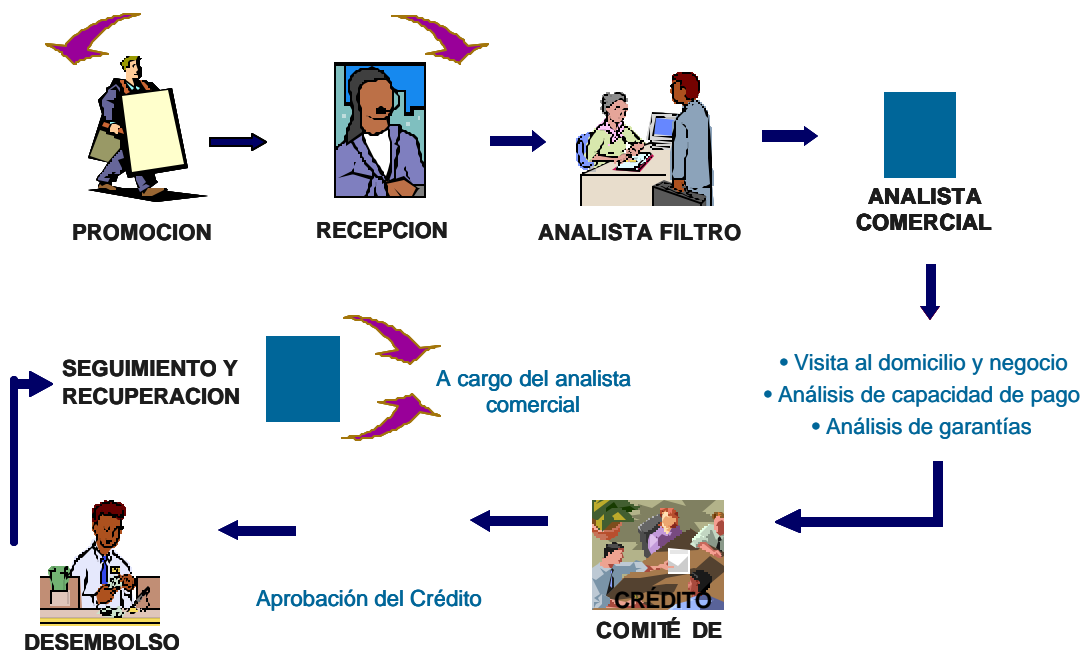 PROMOCION
RECEPCION
ANALISTA FILTRO
ANALISTA
COMERCIAL
• Visita al domicilio y negocio
• Análisis de capacidad de pago
• Análisis de garantías
SEGUIMIENTO Y
RECUPERACION
A cargo del analista
comercial
CRÉDITO
COMITÉ DE
Aprobación del Crédito
DESEMBOLSO